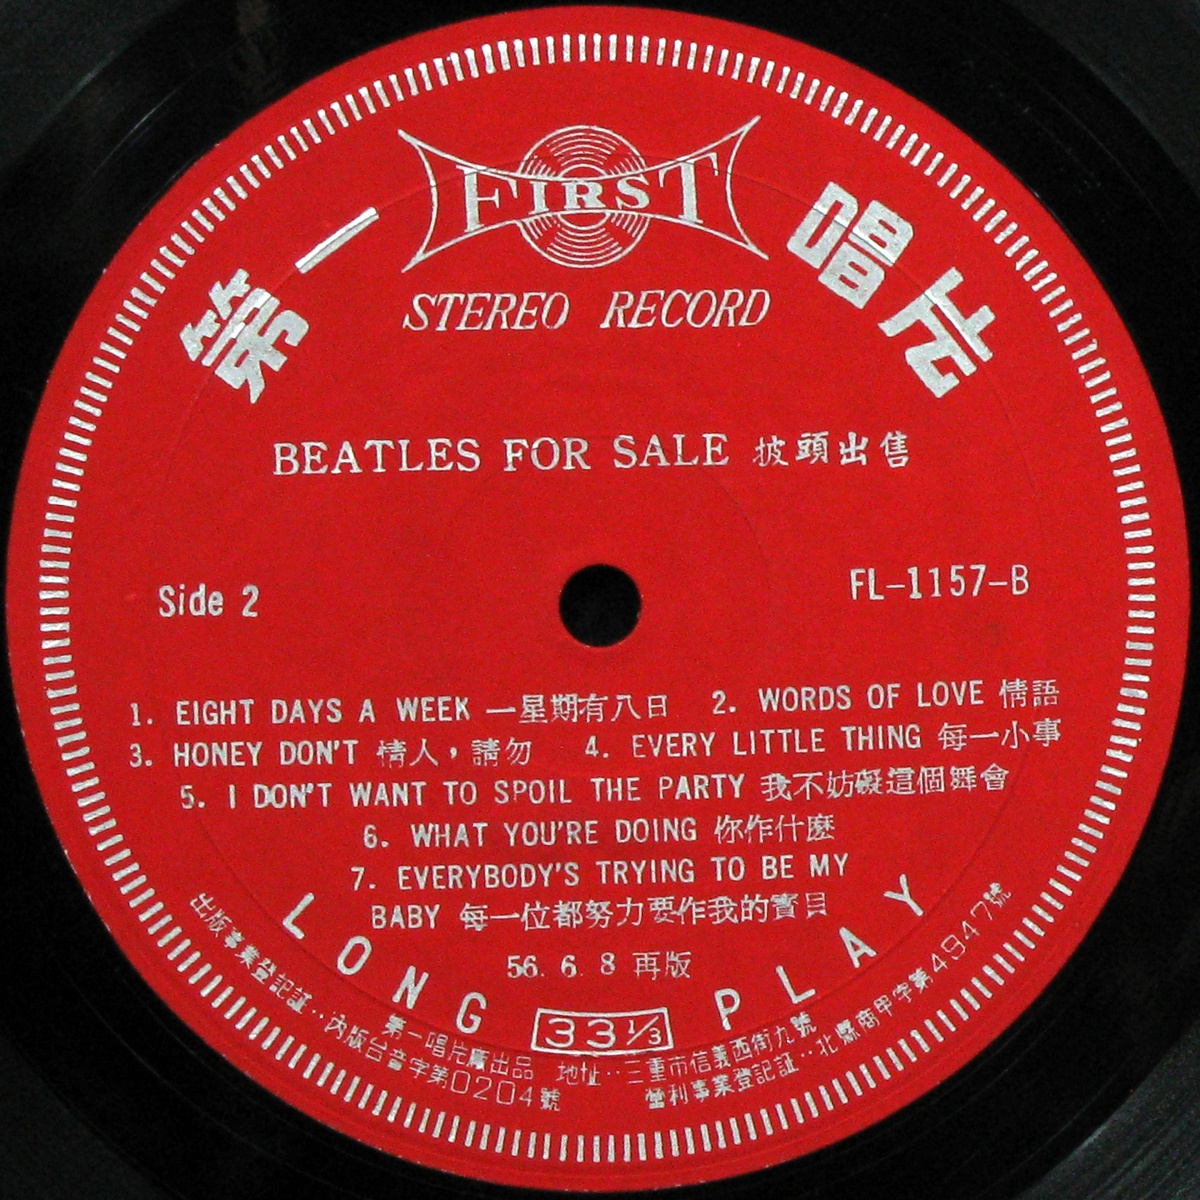 FIRST
第一唱片
STEREO RECORD
BEATLES FOR SALE 披頭出售
Side 2
FL-1157-B
1. EIGHT DAYS A WEEK 一星期有八日 2. WORDS OF LOVE 情語
3. HONEY DON'T 情人，請勿 4. EVERY LITTLE THING 每一小事
5. I DON'T WANT TO SPOIL THE PARTY 我不妨礙這個舞會
6. WHAT YOU'RE DOING 你作什麼
7. EVERYBODY'S TRYING TO BE MY
BABY 每一位都努力要作我的寶貝
56. 6. 8 再版
LONG PLAY
33 1/3
第一唱片廠出品 地址：三重市信義西街九號
出版事業登記証：內版台音字第0204號
營利事業登記証：北縣商甲字第4947號